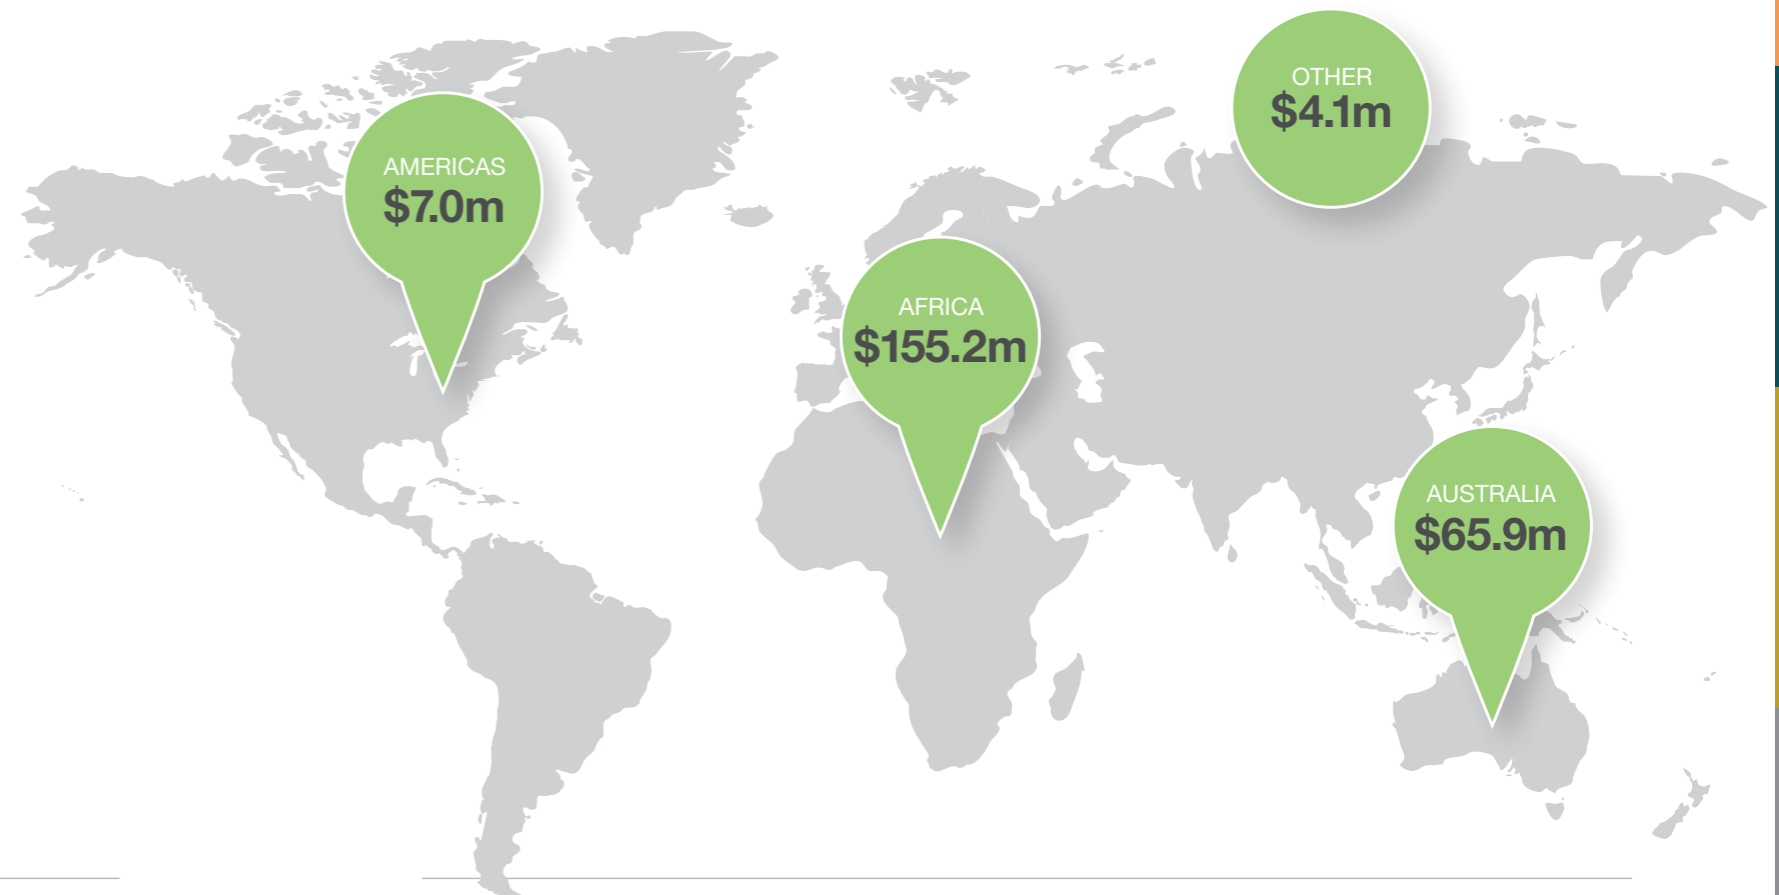 OTHER
$4.1m
AMERICAS
$7.0m
AFRICA
$155.2m
AUSTRALIA
$65.9m